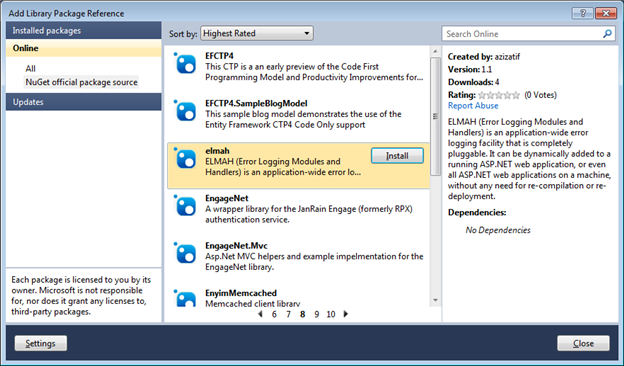 Add Library Package Reference
Installed packages
Online
All
NuGet official package source
Updates
Each package is licensed to you by its
owner. Microsoft is not responsible
for, nor does it grant any licenses to,
third-party packages.
Sort by: Highest Rated
EFCTP4
This CTP is a an early preview of the Code First
Programming Model and Productivity Improvements for...
EFCTP4.SampleBlogModel
This sample blog model demonstrates the use of the
Entity Framework CTP4 Code Only support
elmah
ELMAH (Error Logging Modules and
Handlers) is an application-wide error lo...
Install
EngageNet
A wrapper library for the JanRain Engage (formerly RPX)
authentication service.
EngageNet.Mvc
Asp.Net MVC helpers and example impelmentation for the
EngageNet library.
EnyimMemcached
Memcached client library
6 7 8 9 10
Search Online
Created by: azizatif
Version: 1.1
Downloads: 4
Rating: (0 Votes)
Report Abuse
ELMAH (Error Logging Modules and
Handlers) is an application-wide error
logging facility that is completely
pluggable. It can be dynamically added to a
running ASP.NET web application, or even
all ASP.NET web applications on a machine,
without any need for re-compilation or re-
deployment.
Dependencies:
No Dependencies
Settings
Close